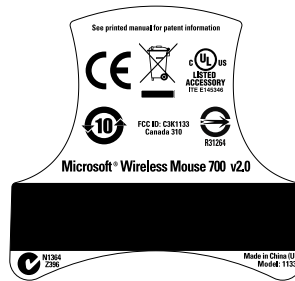 See printed manual for patent information
CE
c UL us
LISTED
ACCESSORY
ITE E145346
10
FCC ID: C3K1133
Canada 310
R31264
Microsoft® Wireless Mouse 700 v2.0
N1364
Z396
Made in China (U
Model: 1133